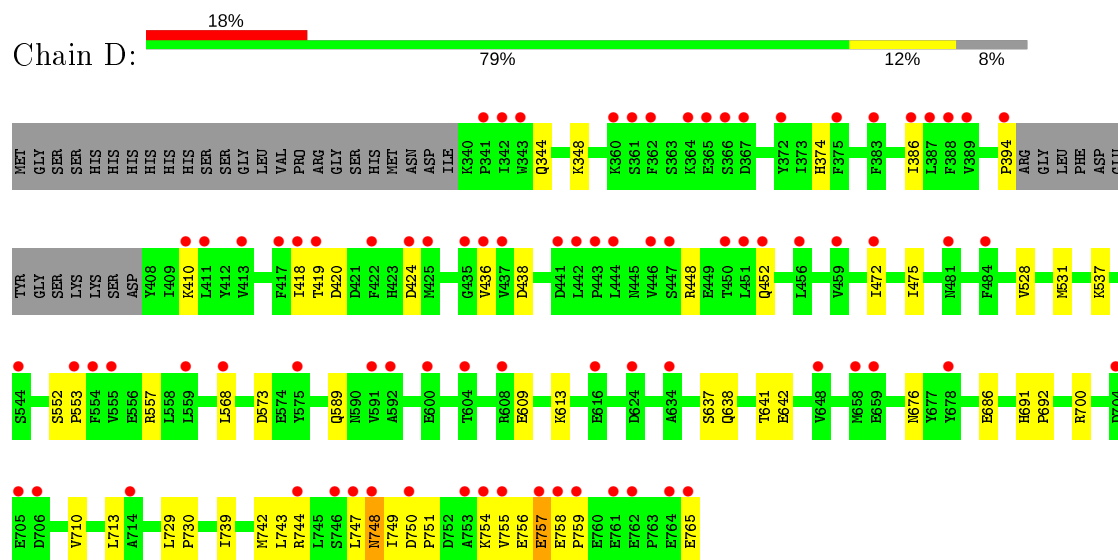 18%
Chain D:
79% 12% 8%
MET GLY SER SER HIS HIS HIS HIS HIS HIS SER SER GLY LEU VAL PRO ARG GLY SER HIS MET ASN ASP ILE K340 P341 I342 W343 Q344 K348 K360 S361 F362 S363 K364 E365 S366 D367 Y372 I373 H374 F375 F383 I386 L387 F388 V389 P394 ARG GLY LEU PHE ASP GLU
TYR GLY SER LYS LYS SER ASP Y408 I409 K410 L411 Y412 V413 F417 I418 T419 D420 D421 F422 H423 D424 M425 G435 V436 V437 D438 D441 L442 P443 L444 N445 V446 S447 R448 E449 T450 L451 Q452 L456 V459 I472 I475 N481 F484 V528 M531 K537
S544 S552 P553 F554 V555 E556 R557 L558 L559 L568 D573 E574 Y575 Q589 N590 V591 A592 E600 T604 R608 E609 K613 E616 D624 A634 S637 Q638 T641 E642 V648 M658 E659 N676 Y677 Y678 E686 H691 P692 R700
E705 D706 V710 L713 A714 L729 P730 I739 M742 L743 R744 L745 S746 L747 N748 I749 D750 P751 D752 A753 K754 V755 E756 E757 E758 P759 E760 E761 E762 P763 E764 E765